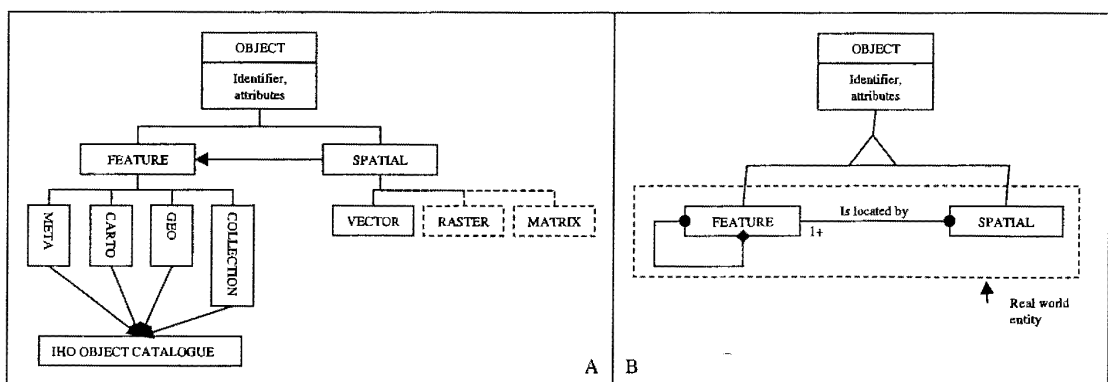 OBJECT
Identifier,
attributes
FEATURE
SPATIAL
META
CARTO
GEO
COLLECTION
VECTOR
RASTER
MATRIX
IHO OBJECT CATALOGUE
A
OBJECT
Identifier,
attributes
FEATURE
Is located by
1+
SPATIAL
Real world
entity
B